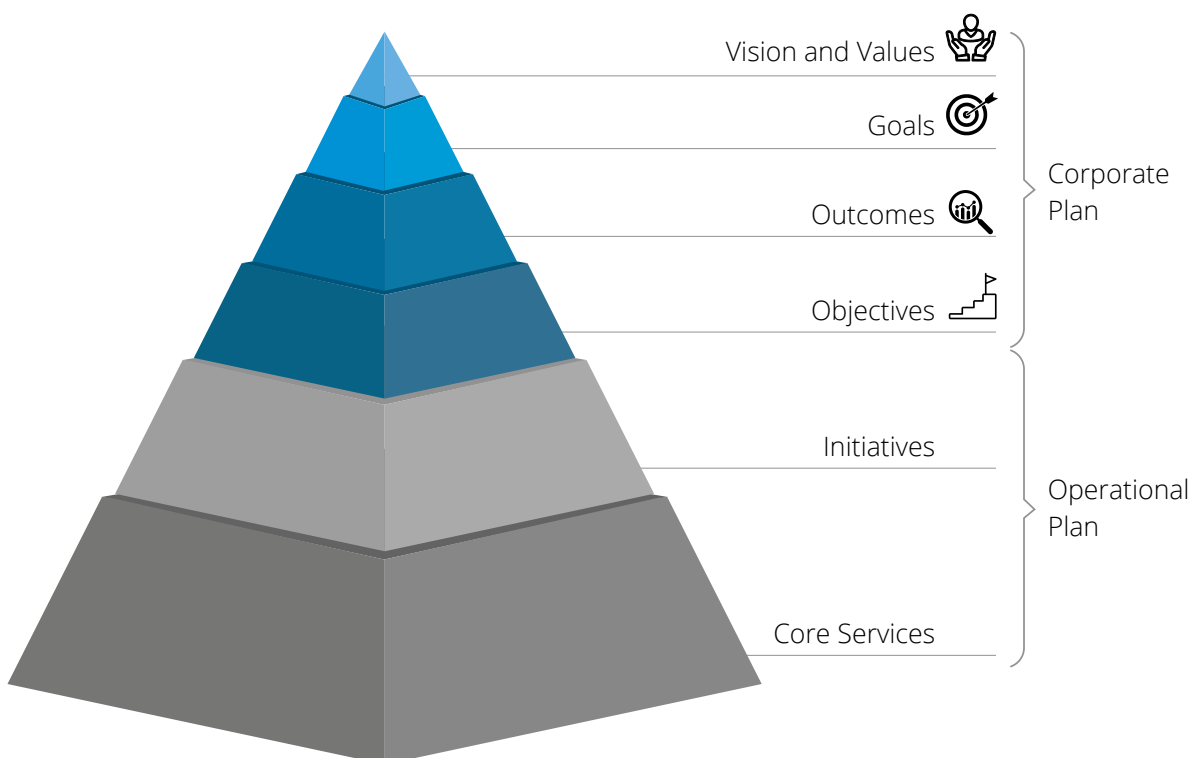 Vision and Values
Goals
Outcomes
Objectives
Corporate
Plan
Initiatives
Core Services
Operational
Plan